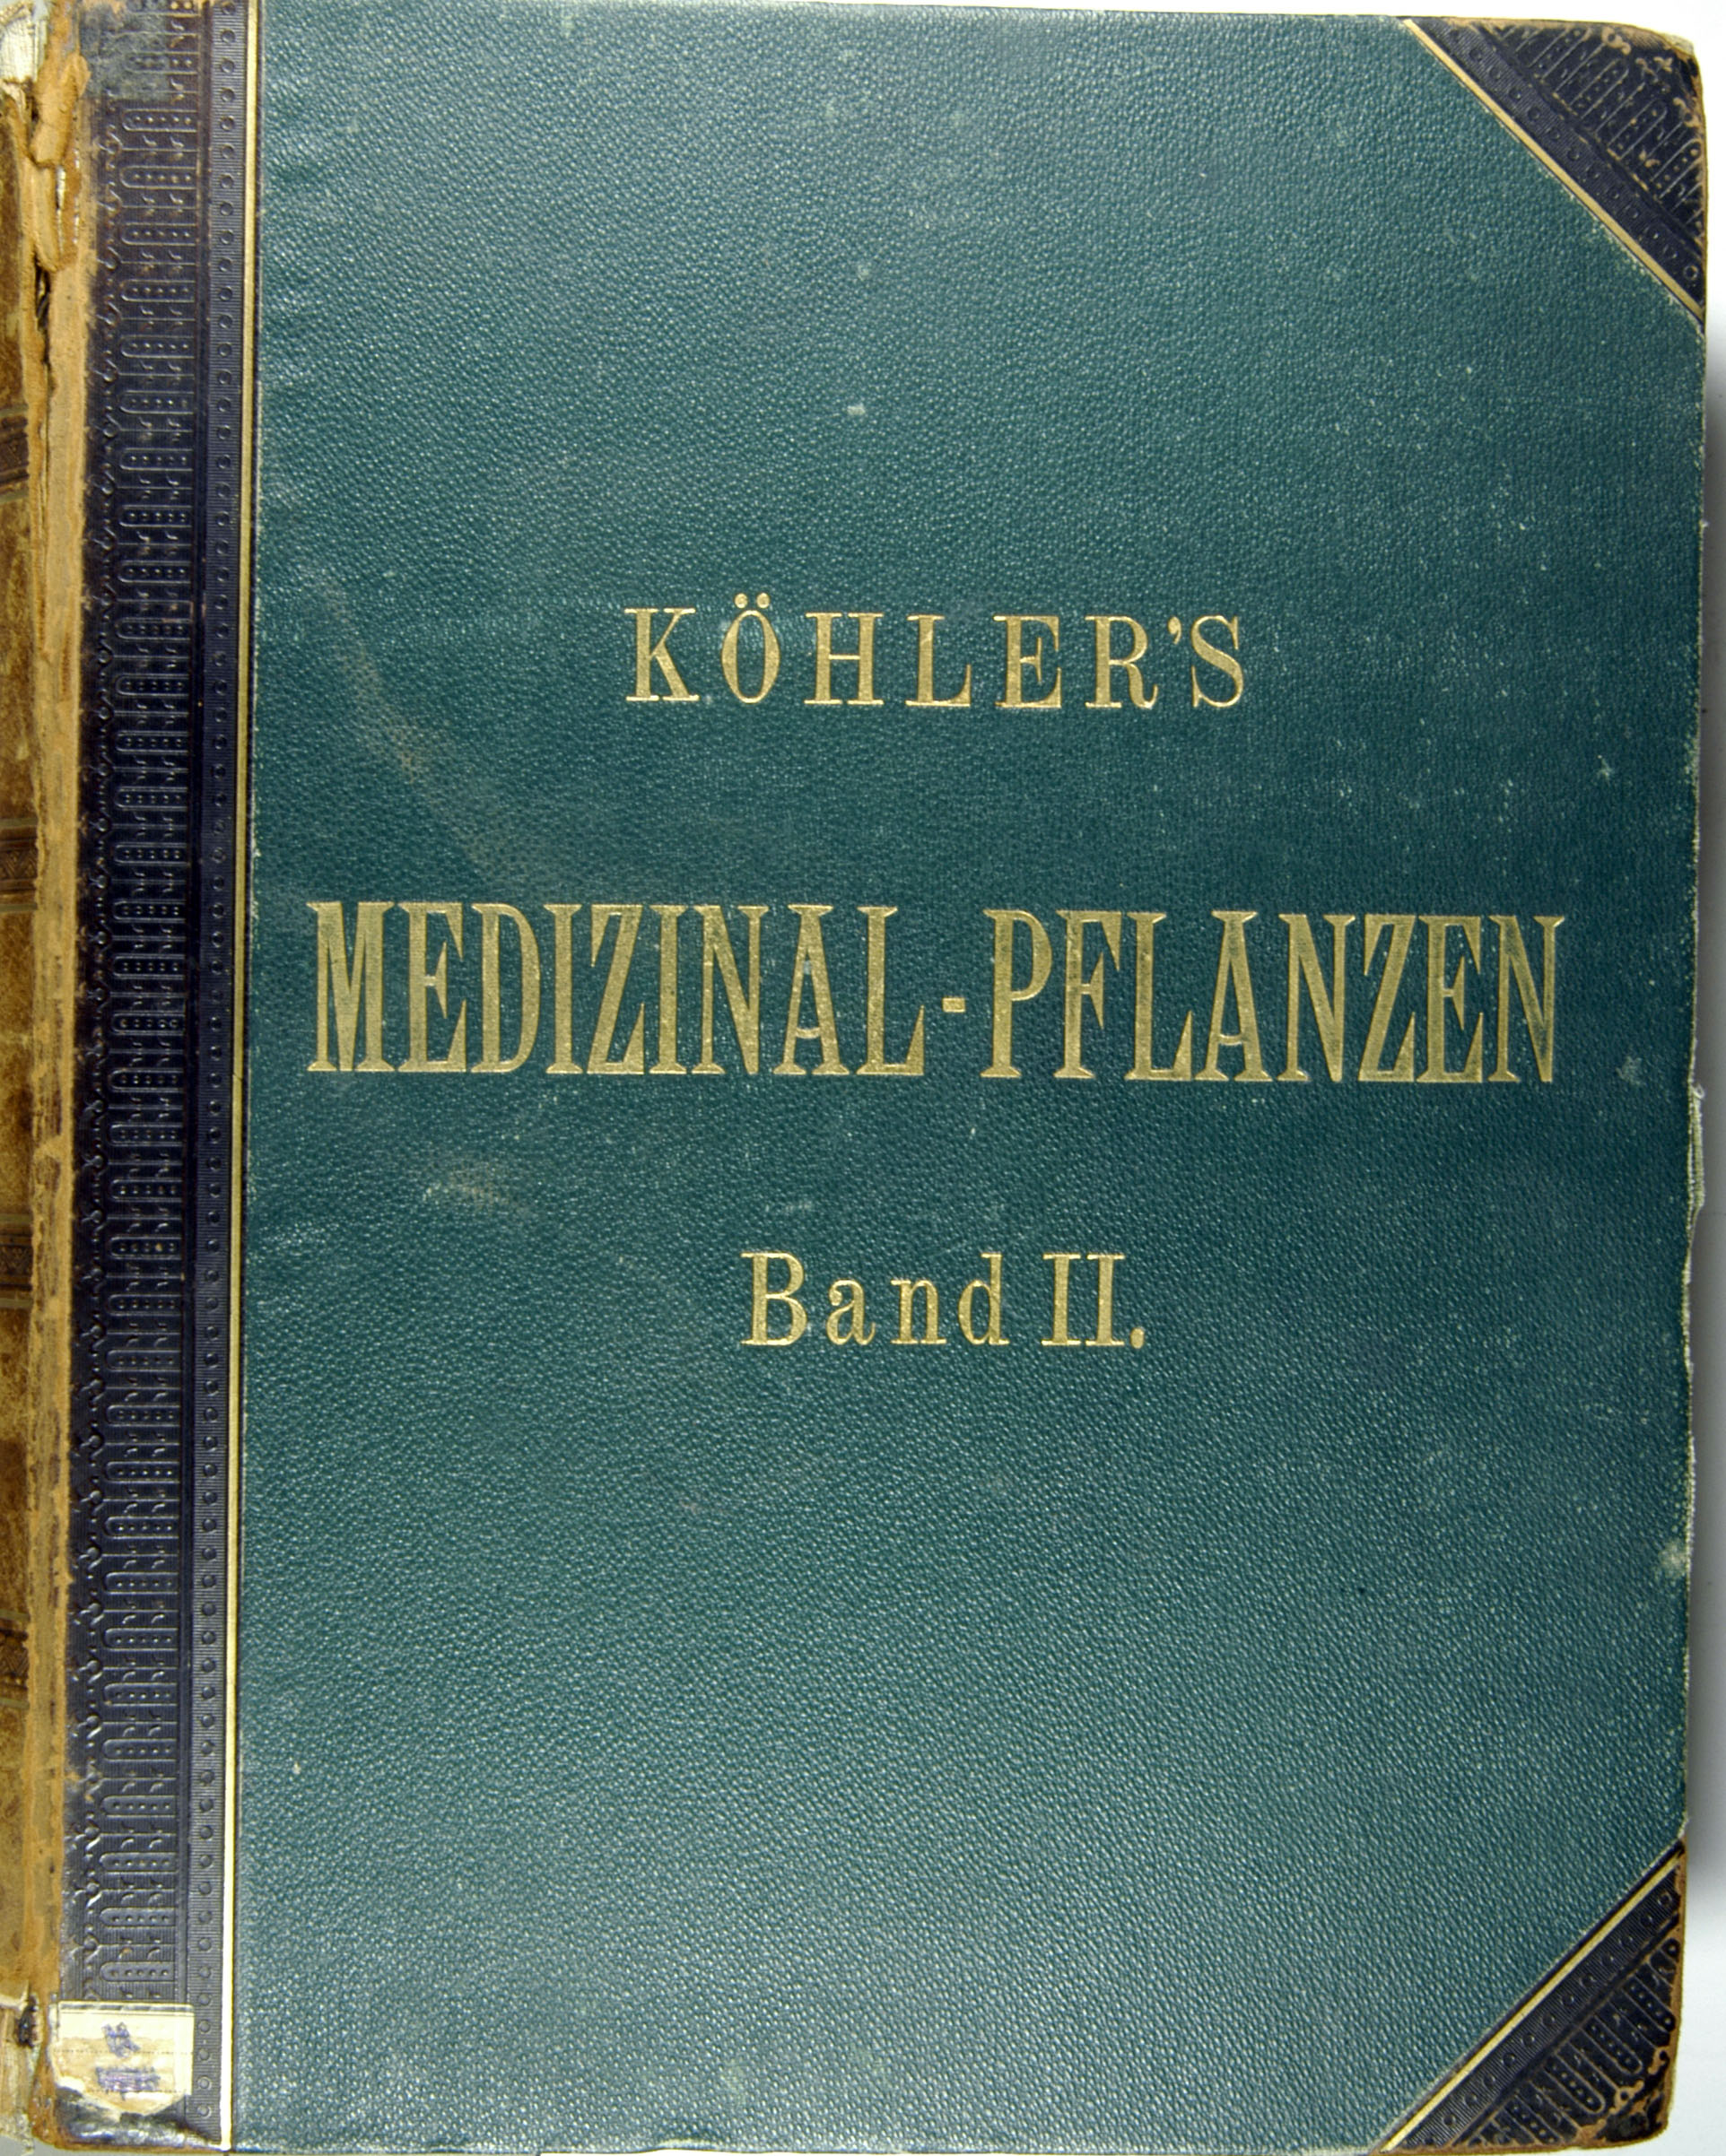 KÖHLER'S
MEDIZINAL-PFLANZEN
Band II.